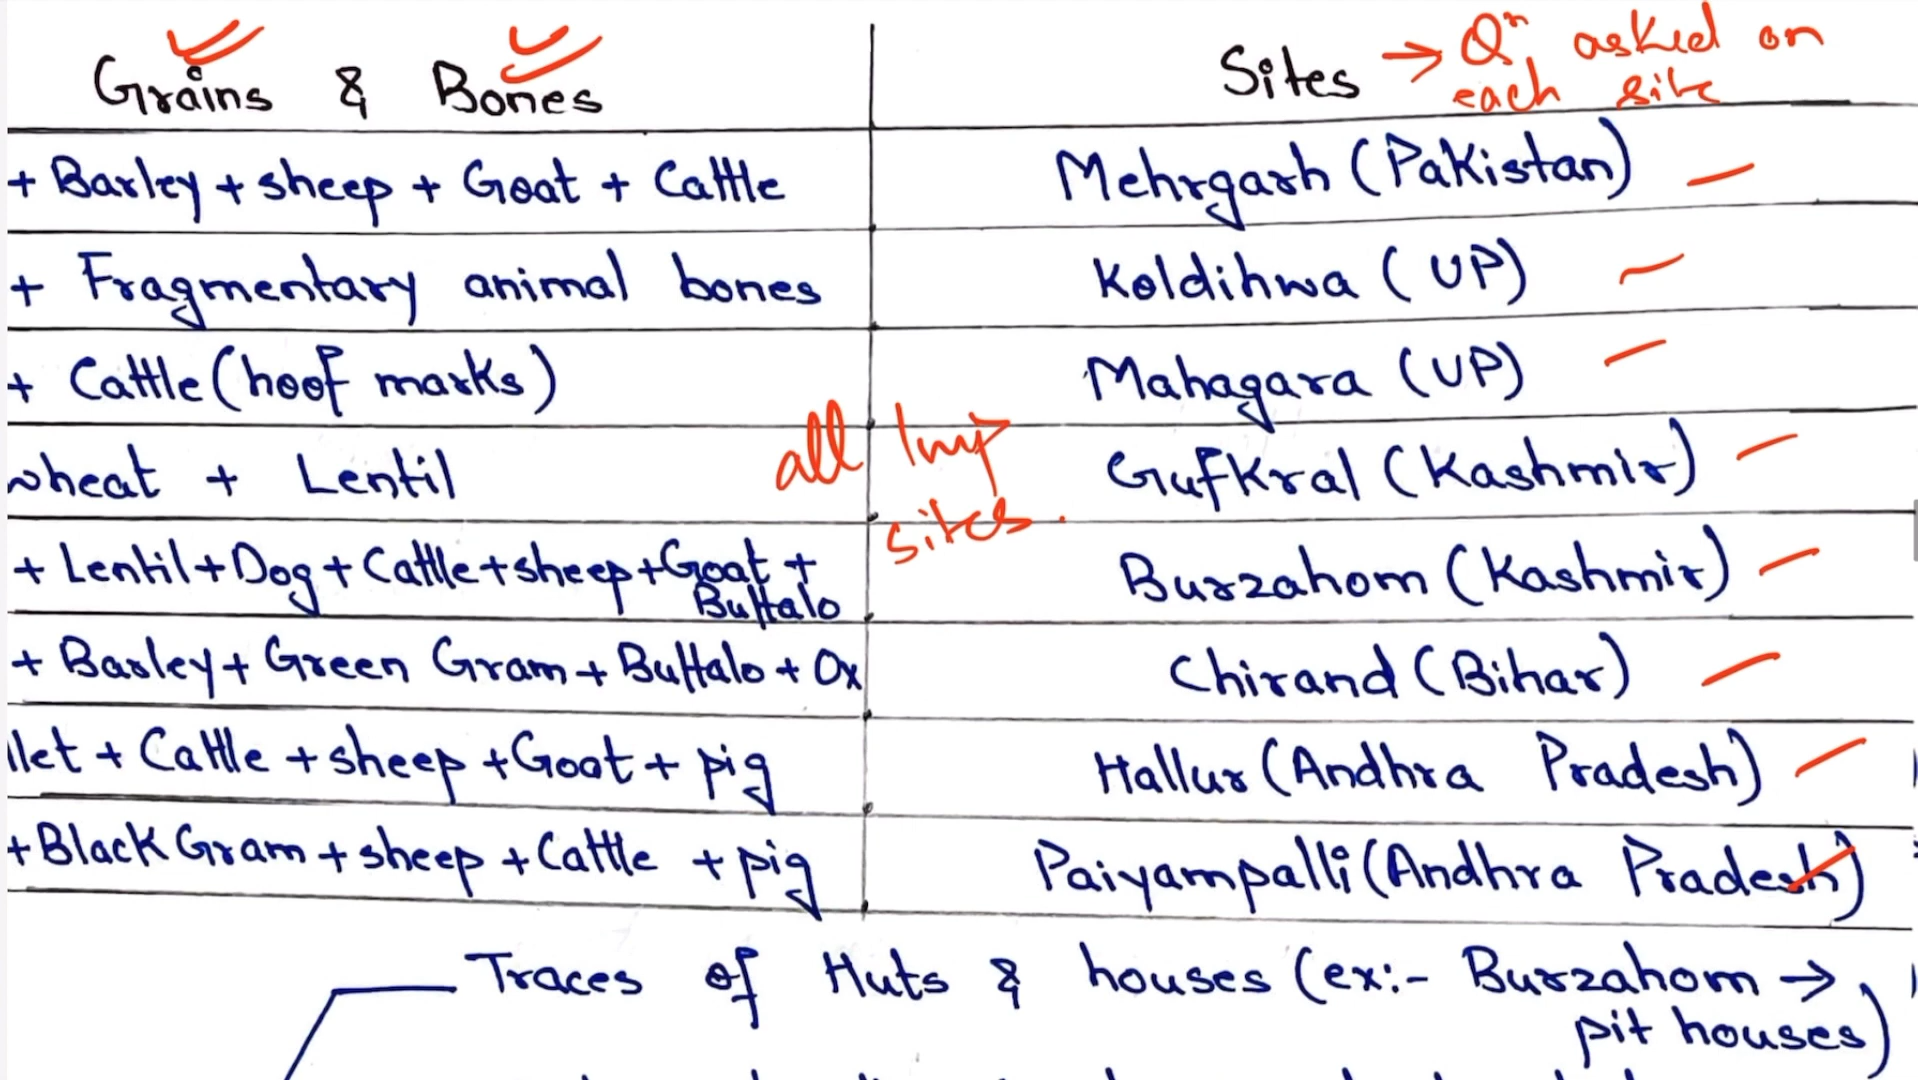 Grains & Bones
Sites → Qn asked on
each site
+ Barley + sheep + Goat + Cattle
Mehrgarh (Pakistan)
+ Fragmentary animal bones
Koldihwa (UP)
+ Cattle (hoof marks)
Mahagara (UP)
all Imp
sites.
wheat + Lentil
Gufkral (Kashmir)
+ Lentil + Dog + Cattle + sheep + Goat +
Buffalo
Burzahom (Kashmir)
+ Barley + Green Gram + Buffalo + Ox
Chirand (Bihar)
llet + Cattle + sheep + Goat + pig
Hallur (Andhra Pradesh)
+ Black Gram + sheep + Cattle + pig
Paiyampalli (Andhra Pradesh)
Traces of Huts & houses (ex:- Burzahom →
pit houses)